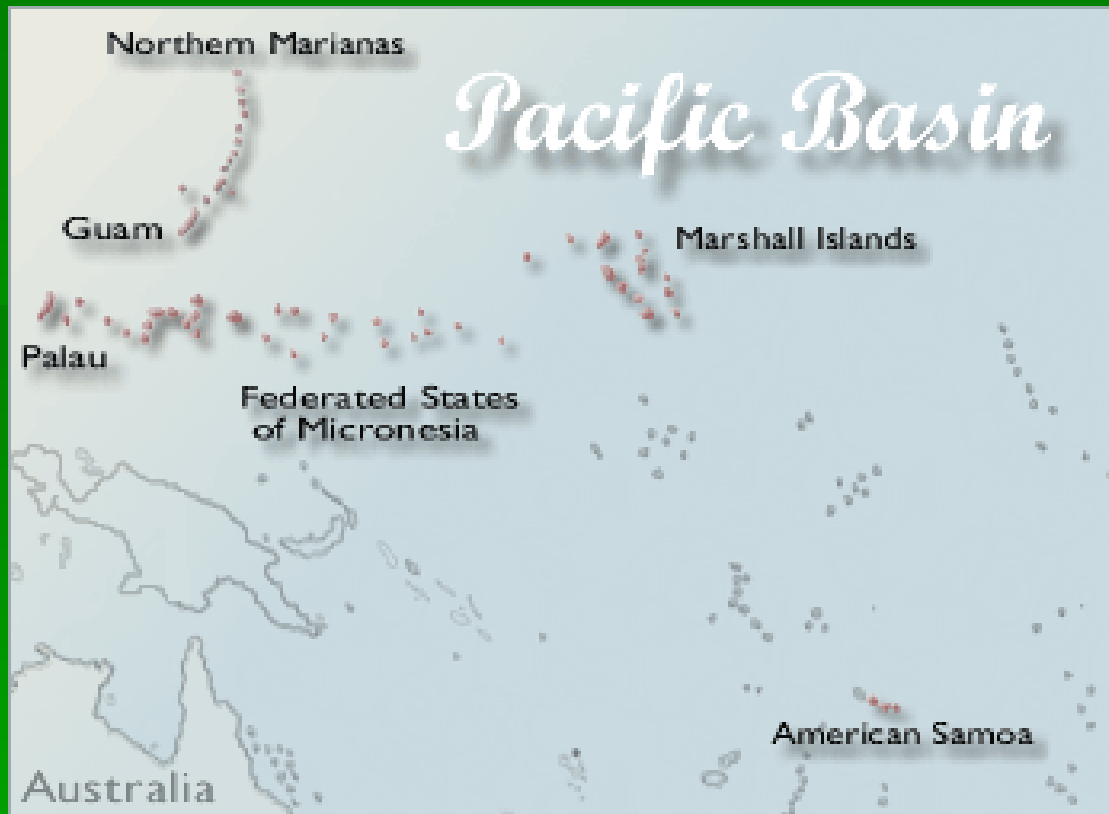 Northern Marianas
Pacific Basin
Guam
Marshall Islands
Palau
Federated States
of Micronesia
American Samoa
Australia